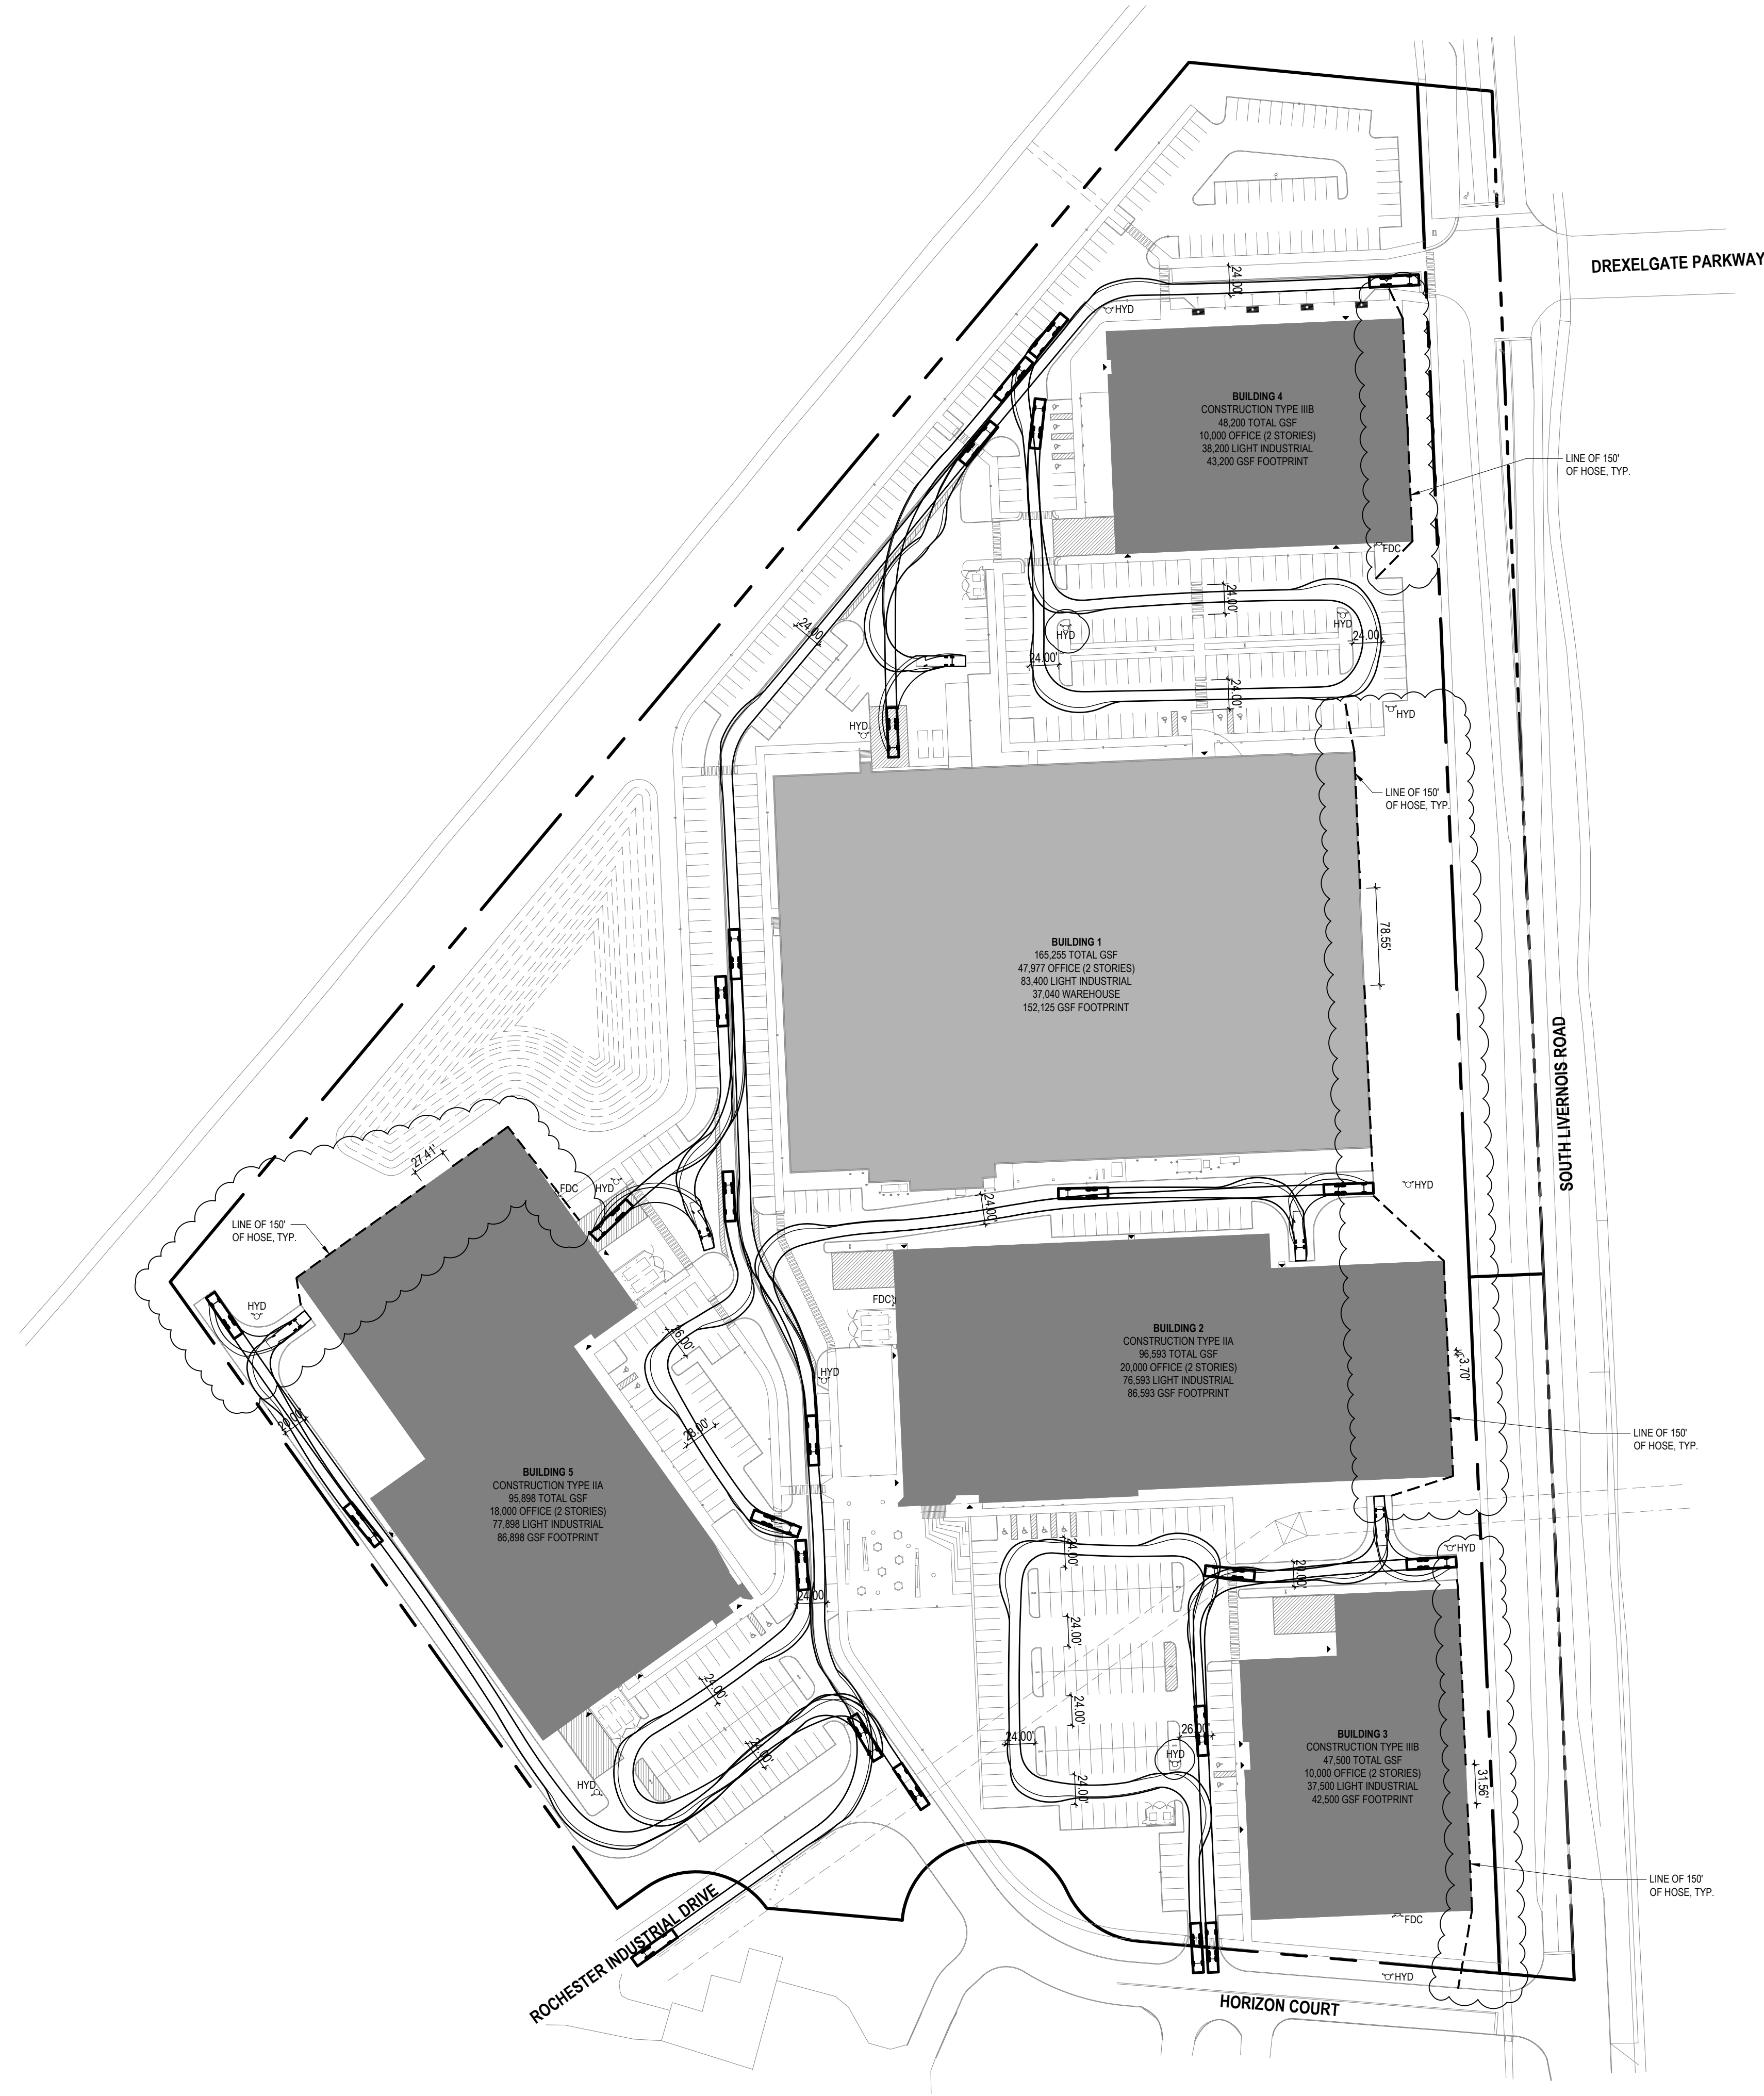 DREXELGATE PARKWAY
24.00'
HYD
BUILDING 4
CONSTRUCTION TYPE IIIB
48,200 TOTAL GSF
10,000 OFFICE (2 STORIES)
38,200 LIGHT INDUSTRIAL
43,200 GSF FOOTPRINT
LINE OF 150'
OF HOSE, TYP.
FDC
24.00'
24.00'
HYD
HYD
24.00'
24.00'
24.00'
HYD
HYD
LINE OF 150'
OF HOSE, TYP.
BUILDING 1
165,255 TOTAL GSF
47,977 OFFICE (2 STORIES)
83,400 LIGHT INDUSTRIAL
37,040 WAREHOUSE
152,125 GSF FOOTPRINT
78.55'
SOUTH LIVERNOIS ROAD
27.41'
FDC
HYD
24.00'
HYD
LINE OF 150'
OF HOSE, TYP.
HYD
FDC
26.00'
BUILDING 2
CONSTRUCTION TYPE IIA
96,593 TOTAL GSF
20,000 OFFICE (2 STORIES)
76,593 LIGHT INDUSTRIAL
86,593 GSF FOOTPRINT
3.70'
HYD
LINE OF 150'
OF HOSE, TYP.
BUILDING 5
CONSTRUCTION TYPE IIA
95,898 TOTAL GSF
18,000 OFFICE (2 STORIES)
77,898 LIGHT INDUSTRIAL
86,898 GSF FOOTPRINT
24.00'
HYD
24.00
24.00'
24.00'
24.00'
24.00'
26.00'
HYD
24.00'
BUILDING 3
CONSTRUCTION TYPE IIIB
47,500 TOTAL GSF
10,000 OFFICE (2 STORIES)
37,500 LIGHT INDUSTRIAL
42,500 GSF FOOTPRINT
31.56'
HYD
LINE OF 150'
OF HOSE, TYP.
FDC
HYD
ROCHESTER INDUSTRIAL DRIVE
HORIZON COURT